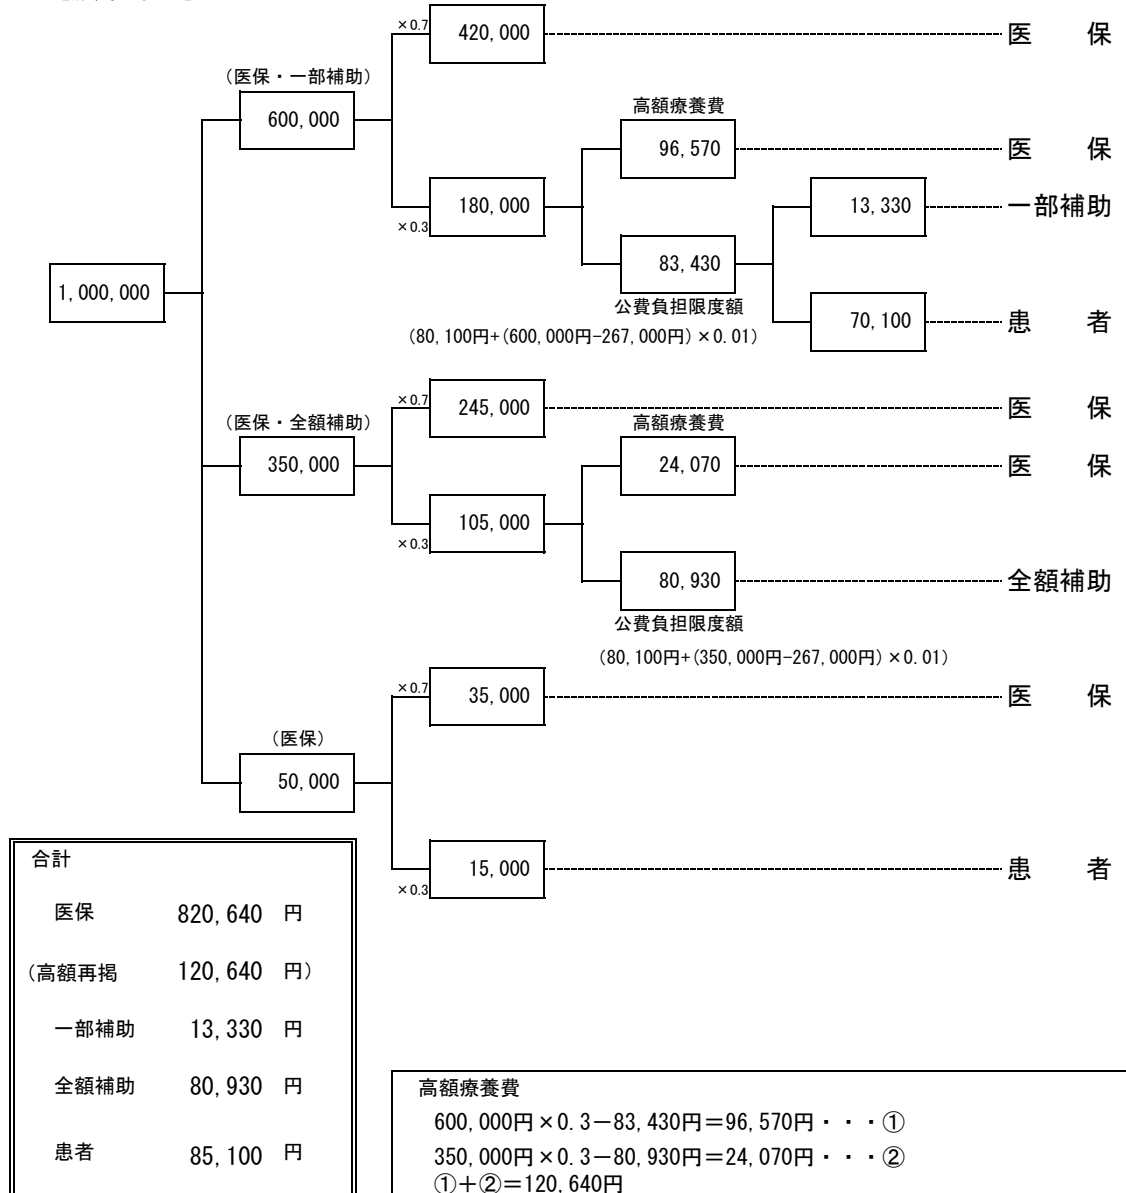 ×0.7 420,000 医保
(医保・一部補助)
600,000
高額療養費
96,570 医保
×0.3 180,000
13,330 一部補助
83,430
公費負担限度額
1,000,000
70,100 患者
(80,100円+(600,000円-267,000円)×0.01)
×0.7 245,000 医保
(医保・全額補助)
350,000
高額療養費
24,070 医保
×0.3 105,000
80,930 全額補助
公費負担限度額
(80,100円+(350,000円-267,000円)×0.01)
×0.7 35,000 医保
(医保)
50,000
×0.3 15,000 患者
合計
医保 820,640 円
(高額再掲 120,640 円)
一部補助 13,330 円
全額補助 80,930 円
患者 85,100 円
高額療養費
600,000円×0.3－83,430円＝96,570円・・・①
350,000円×0.3－80,930円＝24,070円・・・②
①＋②＝120,640円